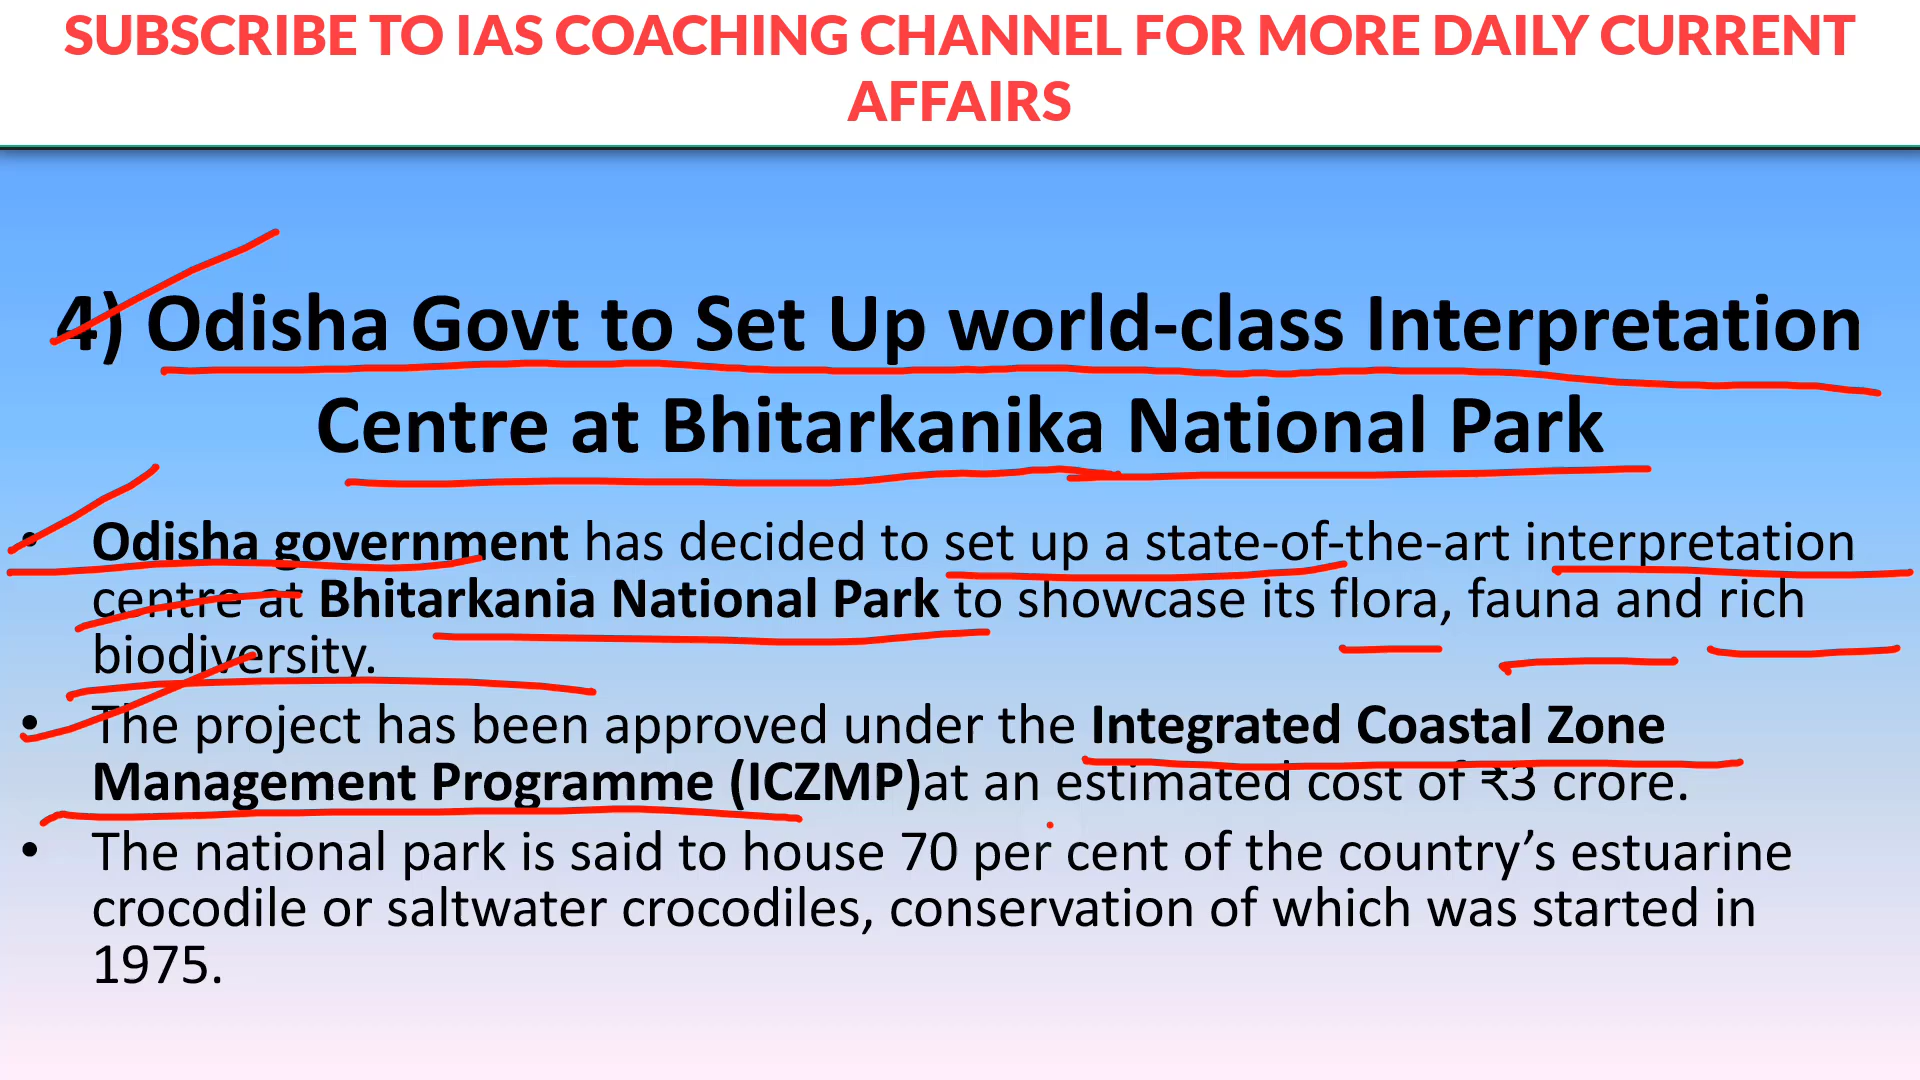 SUBSCRIBE TO IAS COACHING CHANNEL FOR MORE DAILY CURRENT
AFFAIRS
4) Odisha Govt to Set Up world-class Interpretation
Centre at Bhitarkanika National Park
• Odisha government has decided to set up a state-of-the-art interpretation
centre at Bhitarkania National Park to showcase its flora, fauna and rich
biodiversity.
• The project has been approved under the Integrated Coastal Zone
Management Programme (ICZMP)at an estimated cost of ₹3 crore.
• The national park is said to house 70 per cent of the country’s estuarine
crocodile or saltwater crocodiles, conservation of which was started in
1975.